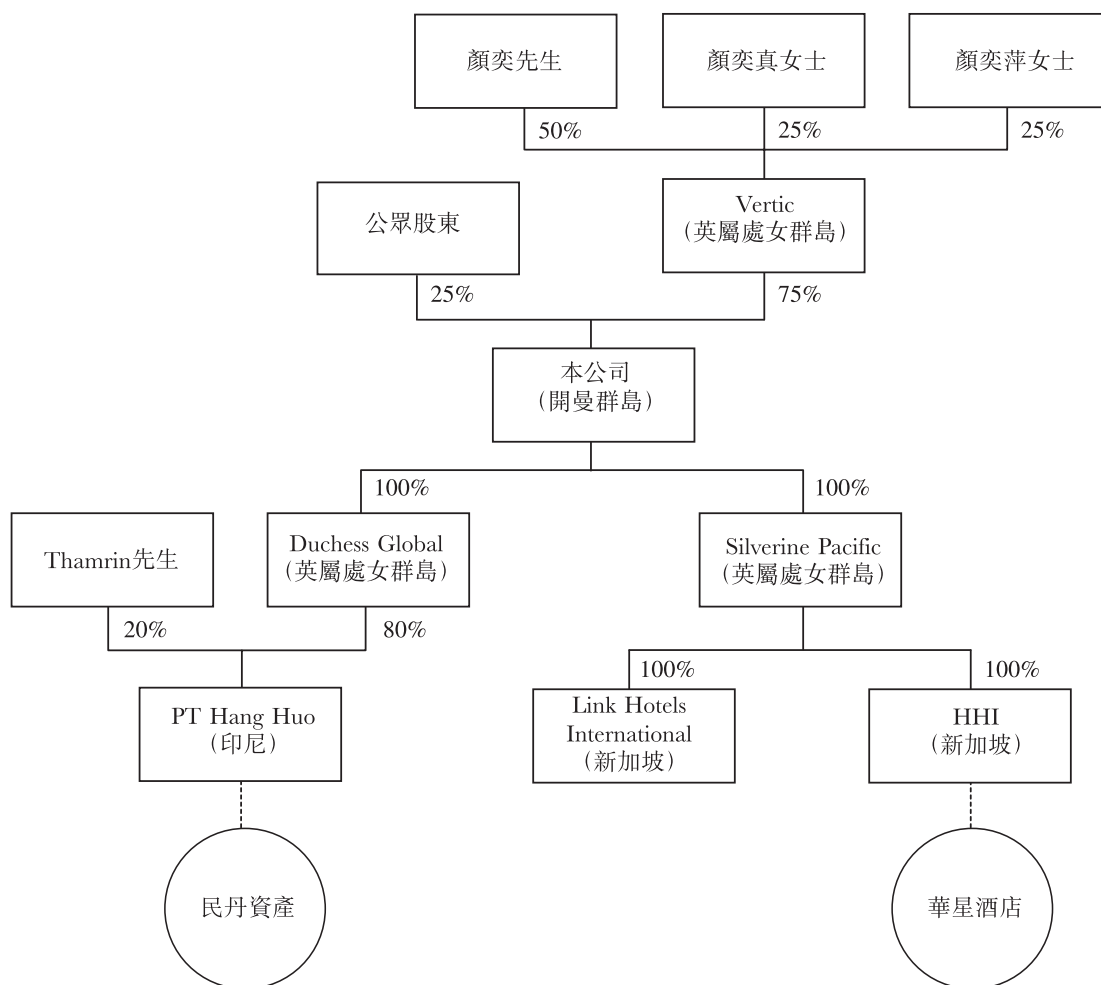 顏奕先生
顏奕真女士
顏奕萍女士
50%
25%
25%
公眾股東
Vertic
(英屬處女群島)
25%
75%
本公司
(開曼群島)
100%
100%
Thamrin先生
Duchess Global
(英屬處女群島)
Silverine Pacific
(英屬處女群島)
20%
80%
100%
100%
PT Hang Huo
(印尼)
Link Hotels
International
(新加坡)
HHI
(新加坡)
民丹資產
華星酒店